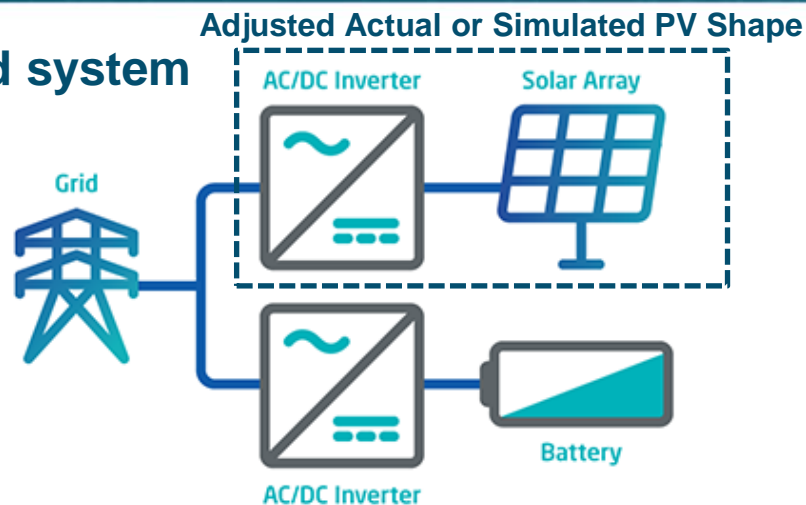 Adjusted Actual or Simulated PV Shape
system
AC/DC Inverter
Solar Array
Grid
Battery
AC/DC Inverter